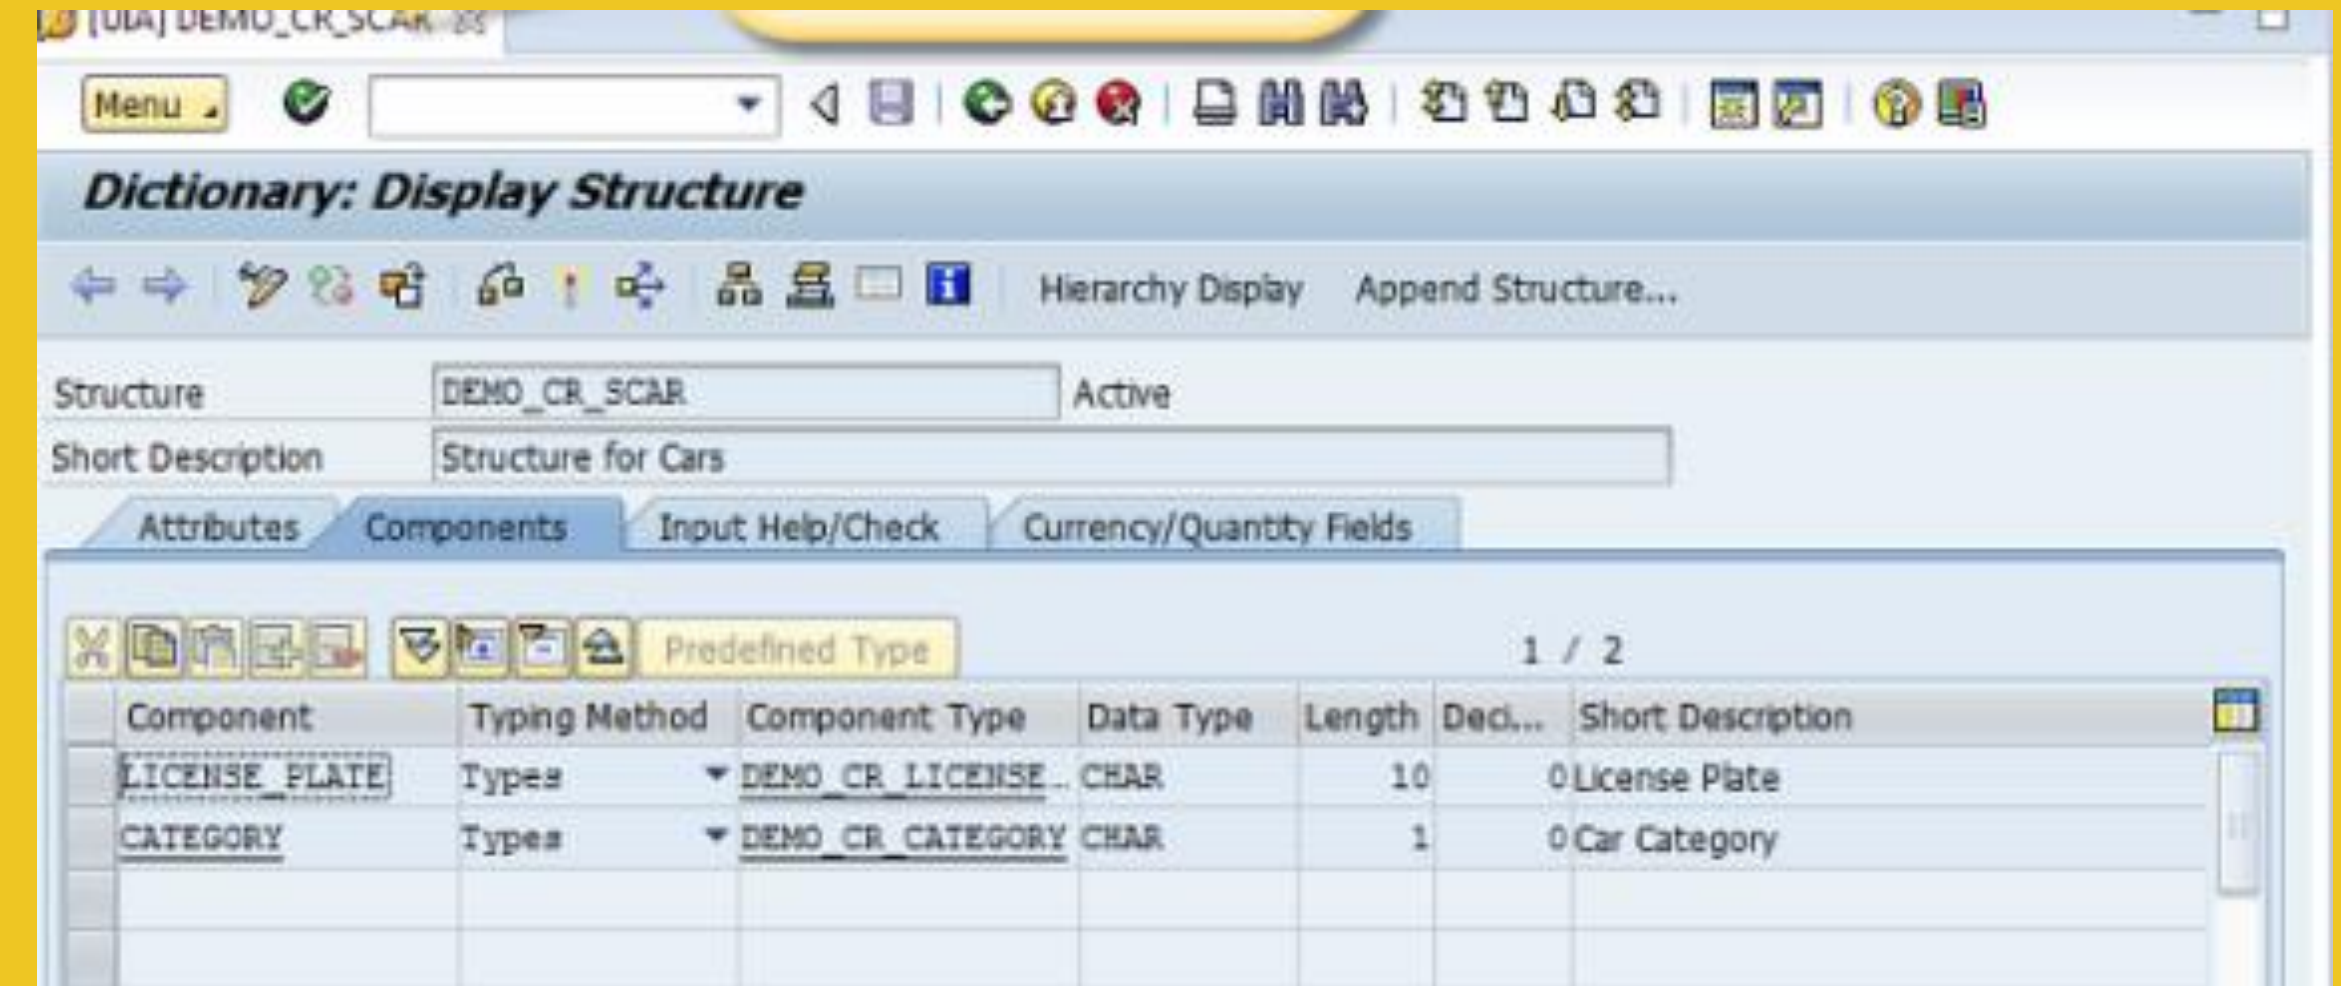 [UIA] DEMO_CR_SCAR
Menu
Dictionary: Display Structure
Hierarchy Display Append Structure...
Structure DEMO_CR_SCAR Active
Short Description Structure for Cars
Attributes Components Input Help/Check Currency/Quantity Fields
Predefined Type 1 / 2
Component Typing Method Component Type Data Type Length Deci... Short Description
LICENSE_PLATE Types DEMO_CR_LICENSE... CHAR 10 0 License Plate
CATEGORY Types DEMO_CR_CATEGORY CHAR 1 0 Car Category